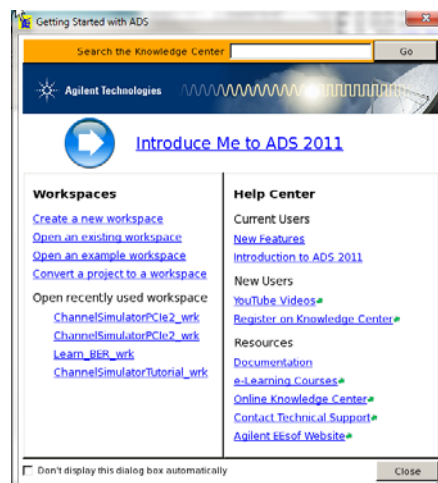 Getting Started with ADS
Search the Knowledge Center
Go
Agilent Technologies
Introduce Me to ADS 2011
Workspaces
Create a new workspace
Open an existing workspace
Open an example workspace
Convert a project to a workspace
Open recently used workspace
ChannelSimulatorPCIe2_wrk
ChannelSimulatorPCIe2_wrk
Learn_BER_wrk
ChannelSimulatorTutorial_wrk
Help Center
Current Users
New Features
Introduction to ADS 2011
New Users
YouTube Videos
Register on Knowledge Center
Resources
Documentation
e-Learning Courses
Online Knowledge Center
Contact Technical Support
Agilent EEsof Website
Don't display this dialog box automatically
Close